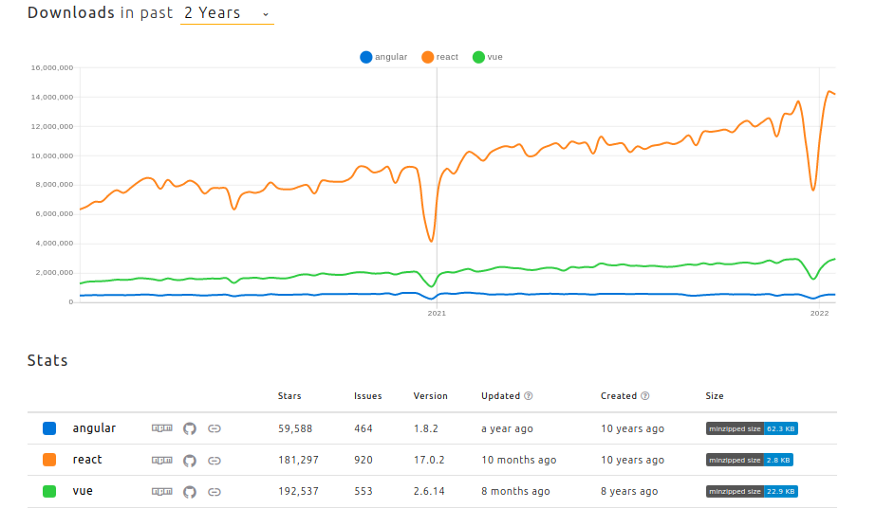 Downloads in past 2 Years
angular react vue
16,000,000
14,000,000
12,000,000
10,000,000
8,000,000
6,000,000
4,000,000
2,000,000
0
2021 2022
Stats
Stars Issues Version Updated Created Size
angular 59,588 464 1.8.2 a year ago 10 years ago minzipped size 62.3 KB
react 181,297 920 17.0.2 10 months ago 10 years ago minzipped size 2.8 KB
vue 192,537 553 2.6.14 8 months ago 8 years ago minzipped size 22.9 KB